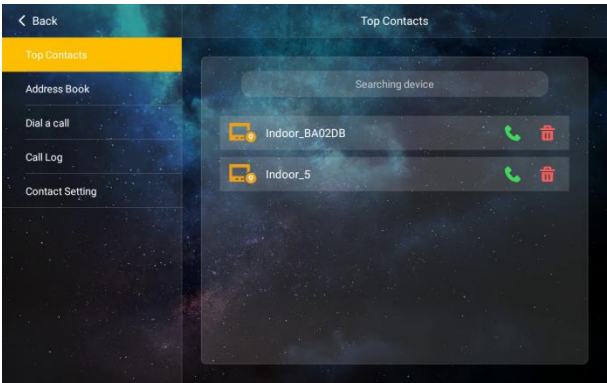 Back
Top Contacts
Top Contacts
Address Book
Dial a call
Call Log
Contact Setting
Searching device
Indoor_BA02DB
Indoor_5